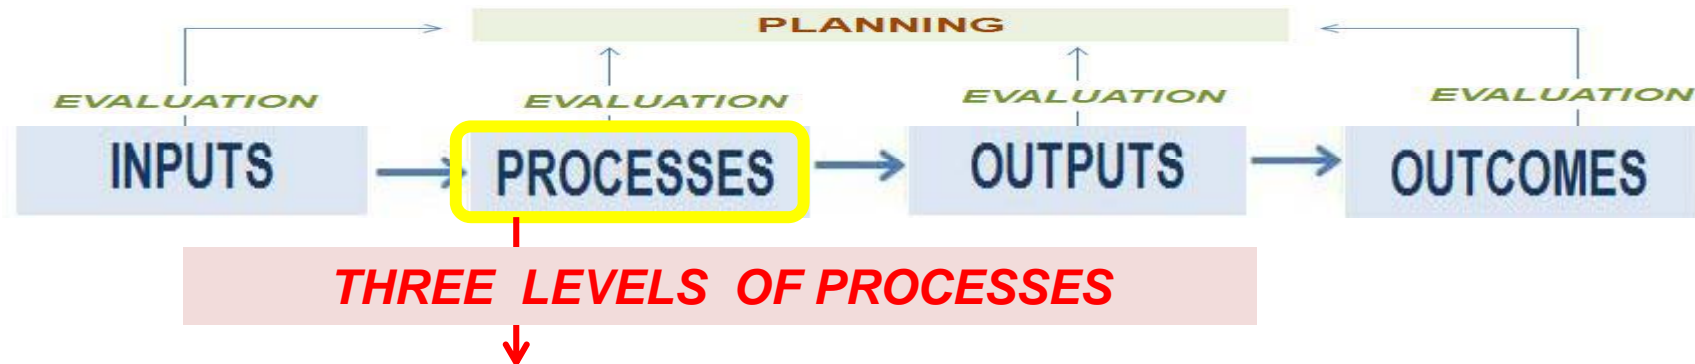 PLANNING
EVALUATION EVALUATION EVALUATION EVALUATION
INPUTS PROCESSES OUTPUTS OUTCOMES
THREE LEVELS OF PROCESSES